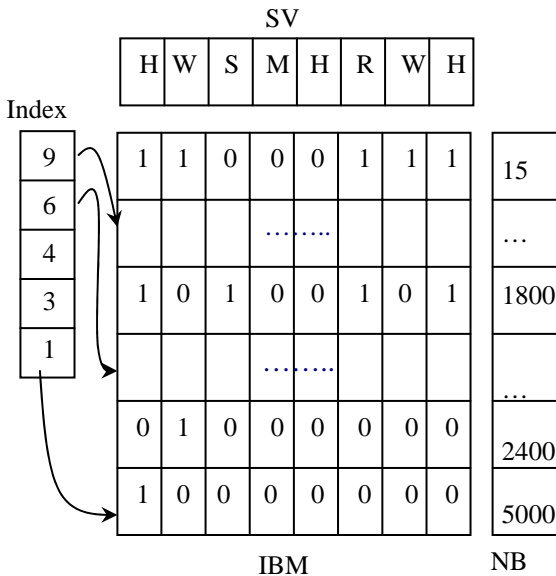 SV
H W S M H R W H
Index
9
6
4
3
1
1 1 0 0 0 1 1 1 15
…….. …
1 0 1 0 0 1 0 1 1800
…….. …
0 1 0 0 0 0 0 0 2400
1 0 0 0 0 0 0 0 5000
IBM NB